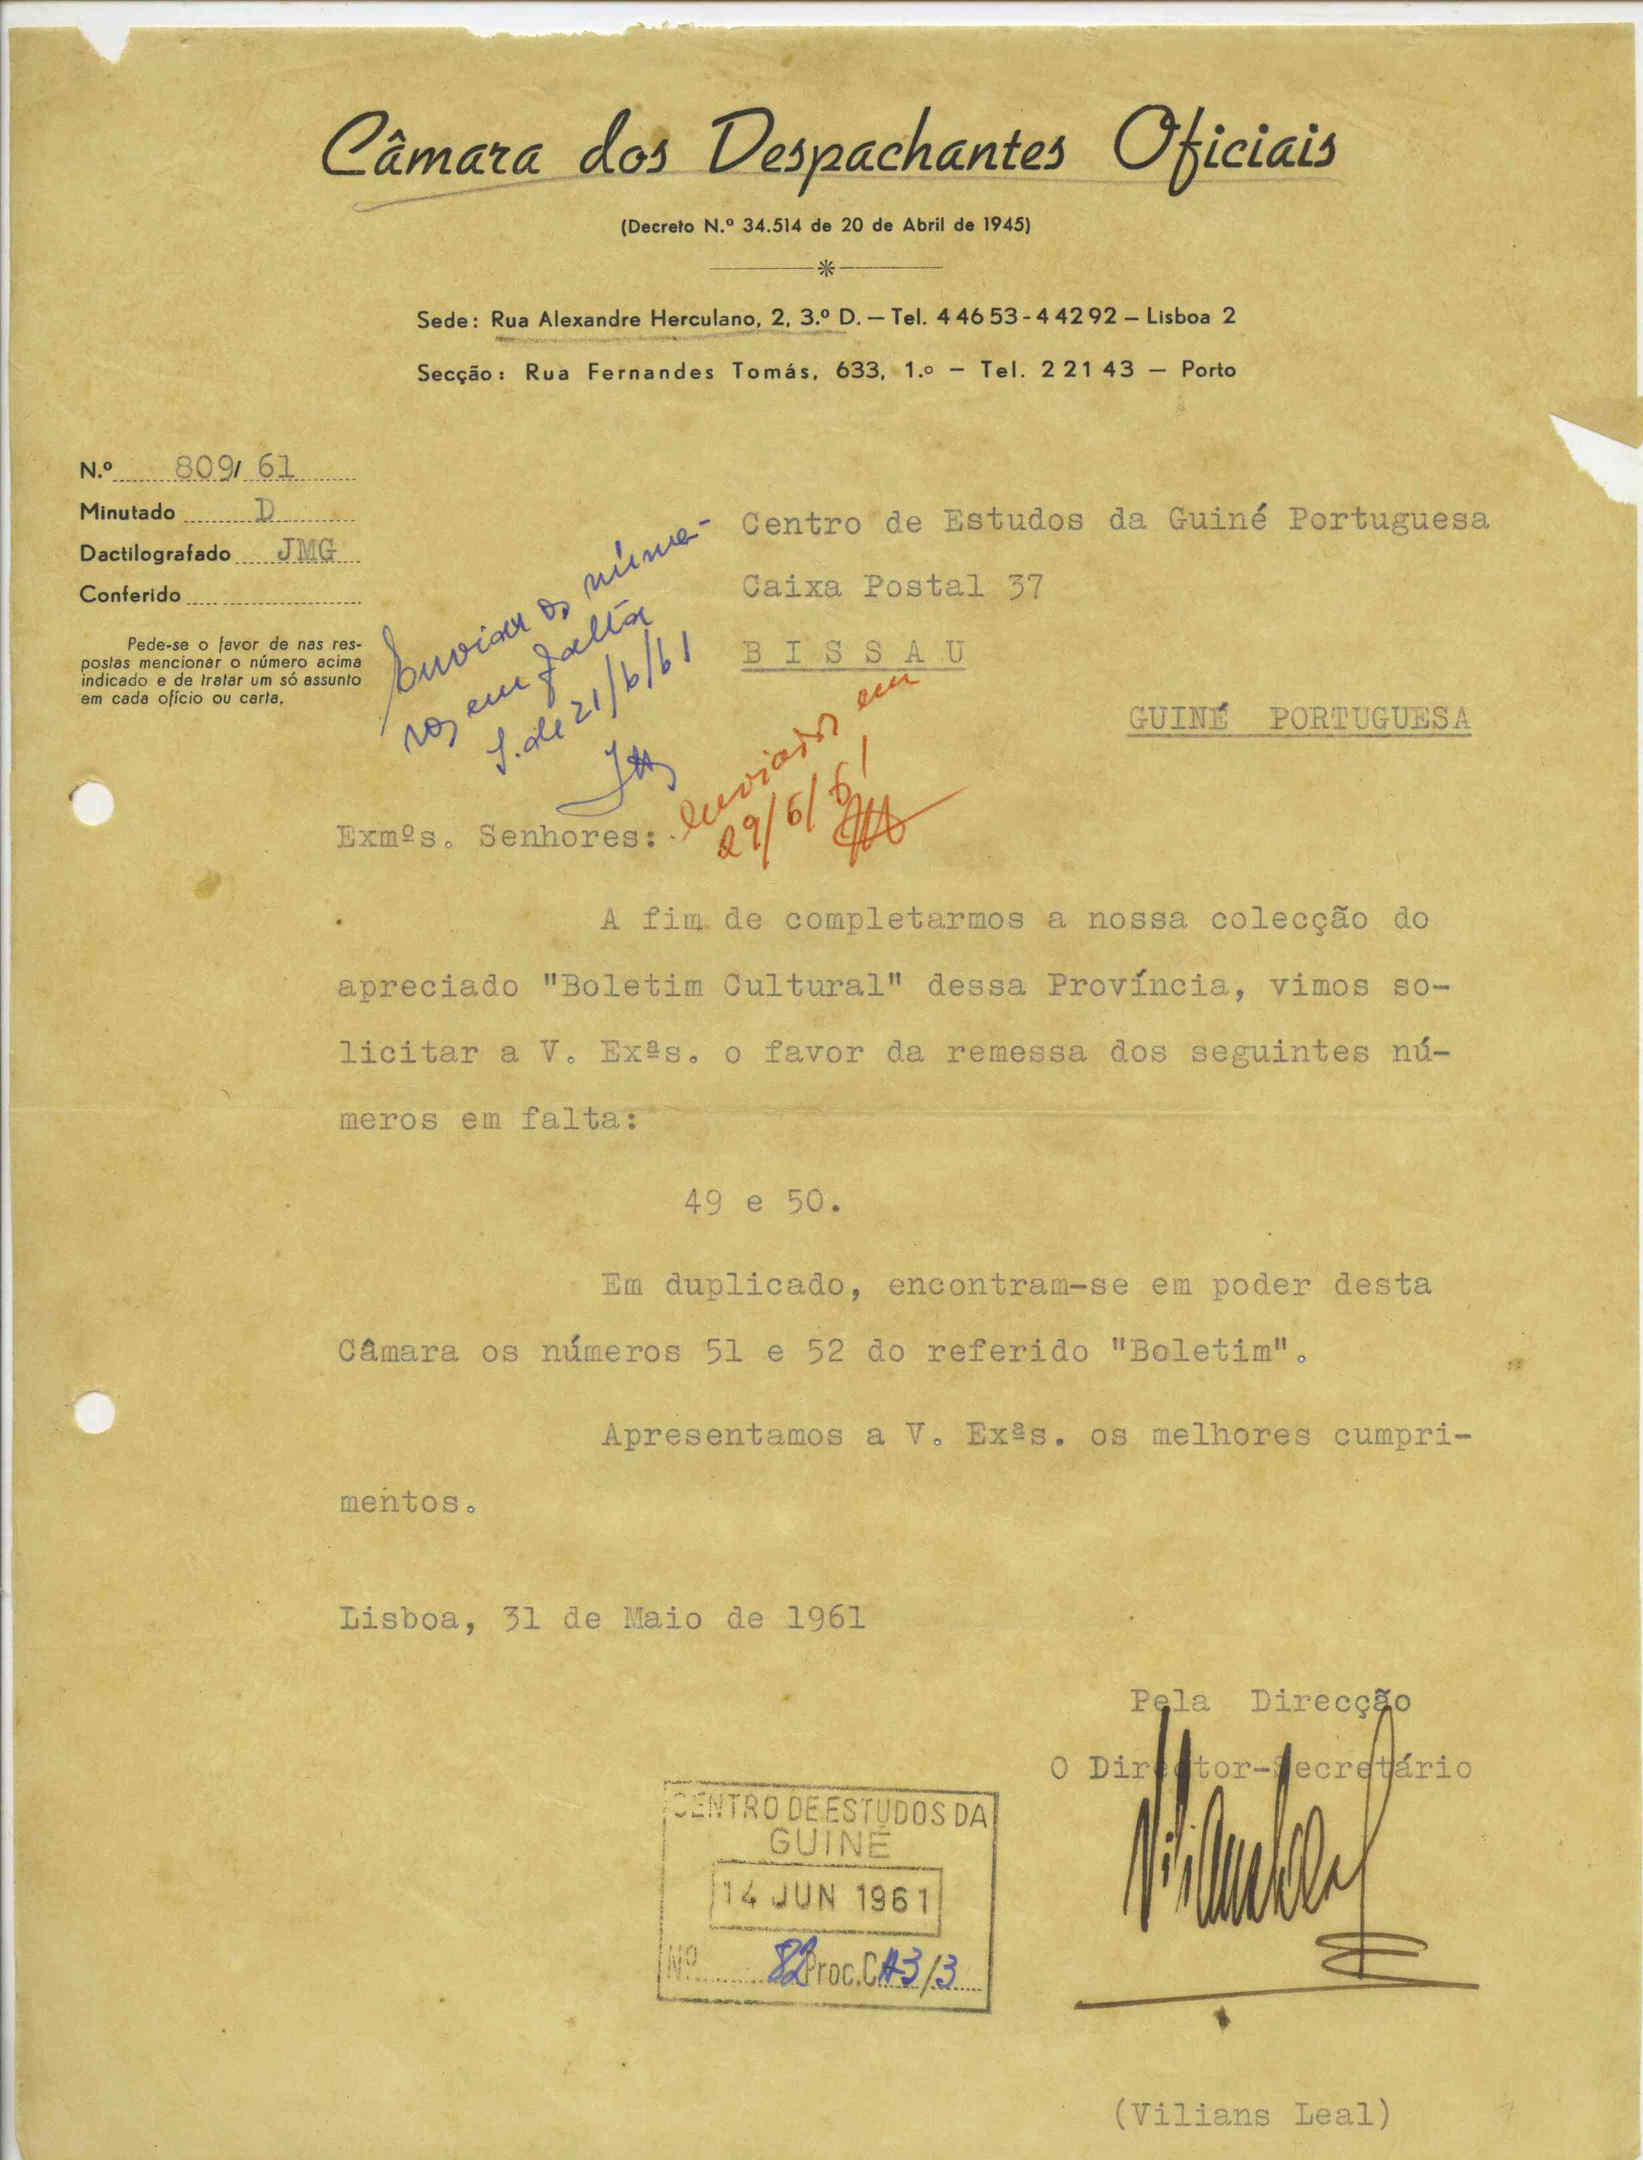 Câmara dos Despachantes Oficiais
(Decreto N.º 34.514 de 20 de Abril de 1945)
Sede: Rua Alexandre Herculano, 2, 3.º D. — Tel. 4 46 53 - 4 42 92 — Lisboa 2
Secção: Rua Fernandes Tomás, 633, 1.º — Tel. 2 21 43 — Porto
N.º 809/ 61
Minutado D
Dactilografado JMG
Conferido
Pede-se o favor de nas res-
postas mencionar o número acima
indicado e de tratar um só assunto
em cada ofício ou carta.
Enviar os núme-
ros em falta
21/6/61
Centro de Estudos da Guiné Portuguesa
Caixa Postal 37
B I S S A U
GUINÉ PORTUGUESA
Enviados em
29/6/61
Exmºs. Senhores:
A fim de completarmos a nossa colecção do
apreciado "Boletim Cultural" dessa Província, vimos so-
licitar a V. Exªs. o favor da remessa dos seguintes nú-
meros em falta:
49 e 50.
Em duplicado, encontram-se em poder desta
Câmara os números 51 e 52 do referido "Boletim".
Apresentamos a V. Exªs. os melhores cumpri-
mentos.
Lisboa, 31 de Maio de 1961
Pela Direcção
O Director-Secretário
CENTRO DE ESTUDOS DA
GUINÉ
14 JUN 1961
Nº 82 Proc. C A3/3
(Vilians Leal)